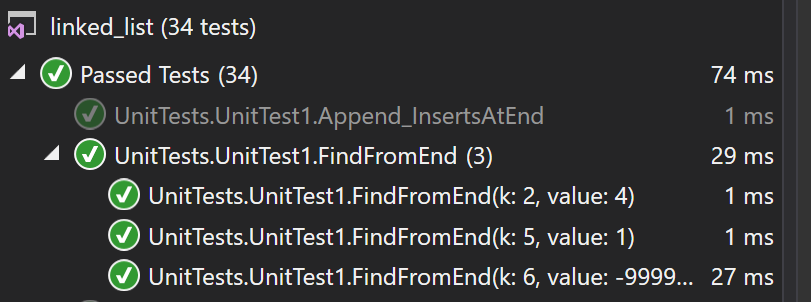 linked_list (34 tests)
Passed Tests (34) 74 ms
UnitTests.UnitTest1.Append_InsertsAtEnd 1 ms
UnitTests.UnitTest1.FindFromEnd (3) 29 ms
UnitTests.UnitTest1.FindFromEnd(k: 2, value: 4) 1 ms
UnitTests.UnitTest1.FindFromEnd(k: 5, value: 1) 1 ms
UnitTests.UnitTest1.FindFromEnd(k: 6, value: -9999... 27 ms